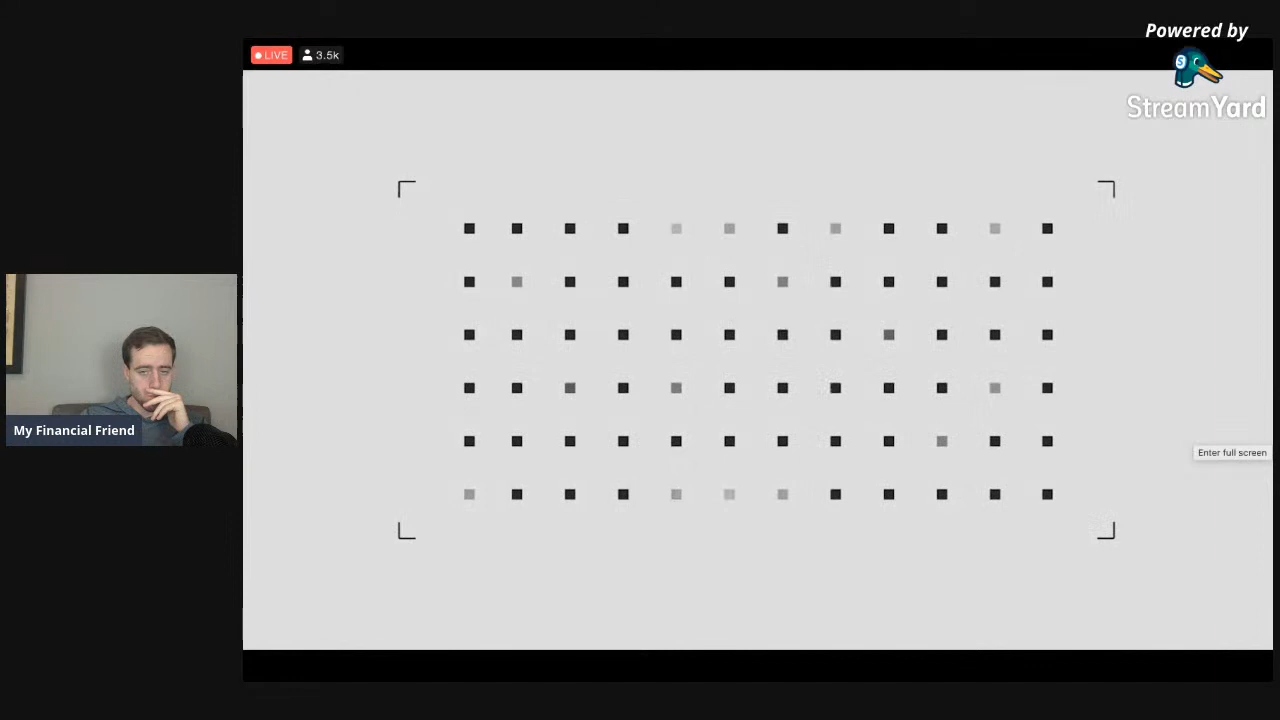 Powered by
LIVE 3.5k
StreamYard
My Financial Friend
Enter full screen